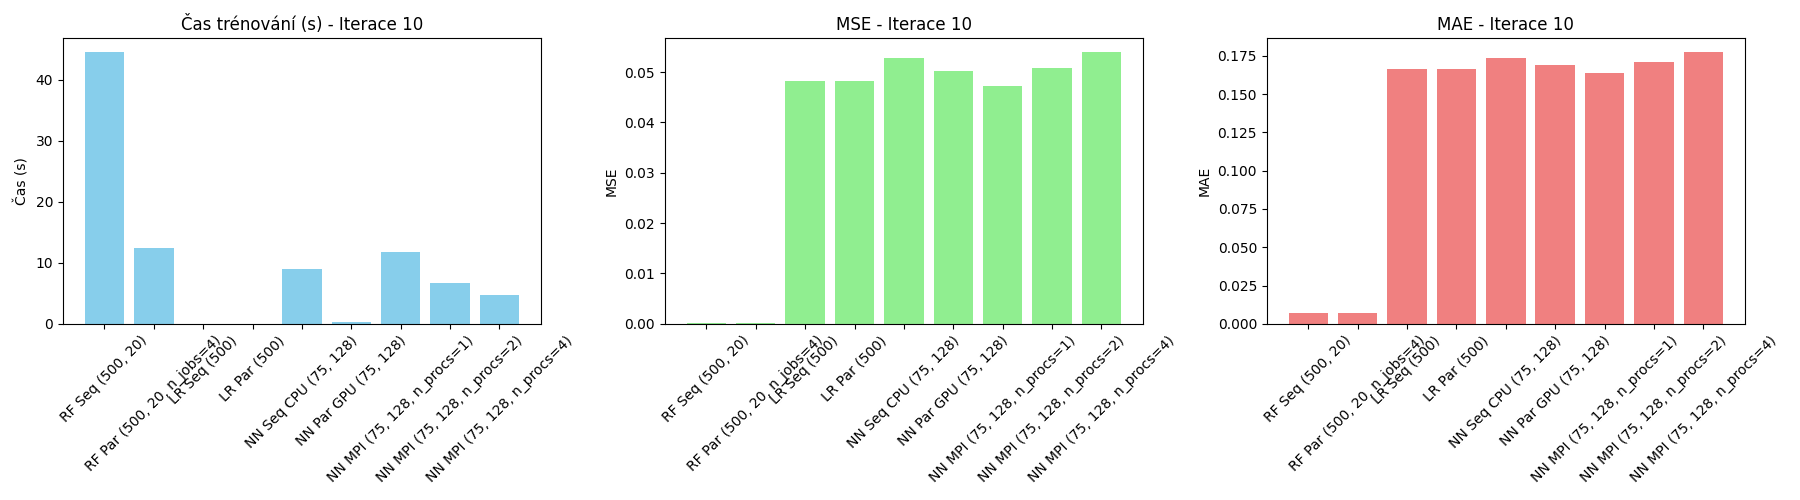 Čas trénování (s) - Iterace 10
Čas (s)
40
30
20
10
0
RF Seq (500, 20)
RF Par (500, 20, n_jobs=4)
LR Seq (500)
LR Par (500)
NN Seq CPU (75, 128)
NN Par GPU (75, 128)
NN MPI (75, 128, n_procs=1)
NN MPI (75, 128, n_procs=2)
NN MPI (75, 128, n_procs=4)
MSE - Iterace 10
MSE
0.05
0.04
0.03
0.02
0.01
0.00
RF Seq (500, 20)
RF Par (500, 20, n_jobs=4)
LR Seq (500)
LR Par (500)
NN Seq CPU (75, 128)
NN Par GPU (75, 128)
NN MPI (75, 128, n_procs=1)
NN MPI (75, 128, n_procs=2)
NN MPI (75, 128, n_procs=4)
MAE - Iterace 10
MAE
0.175
0.150
0.125
0.100
0.075
0.050
0.025
0.000
RF Seq (500, 20)
RF Par (500, 20, n_jobs=4)
LR Seq (500)
LR Par (500)
NN Seq CPU (75, 128)
NN Par GPU (75, 128)
NN MPI (75, 128, n_procs=1)
NN MPI (75, 128, n_procs=2)
NN MPI (75, 128, n_procs=4)